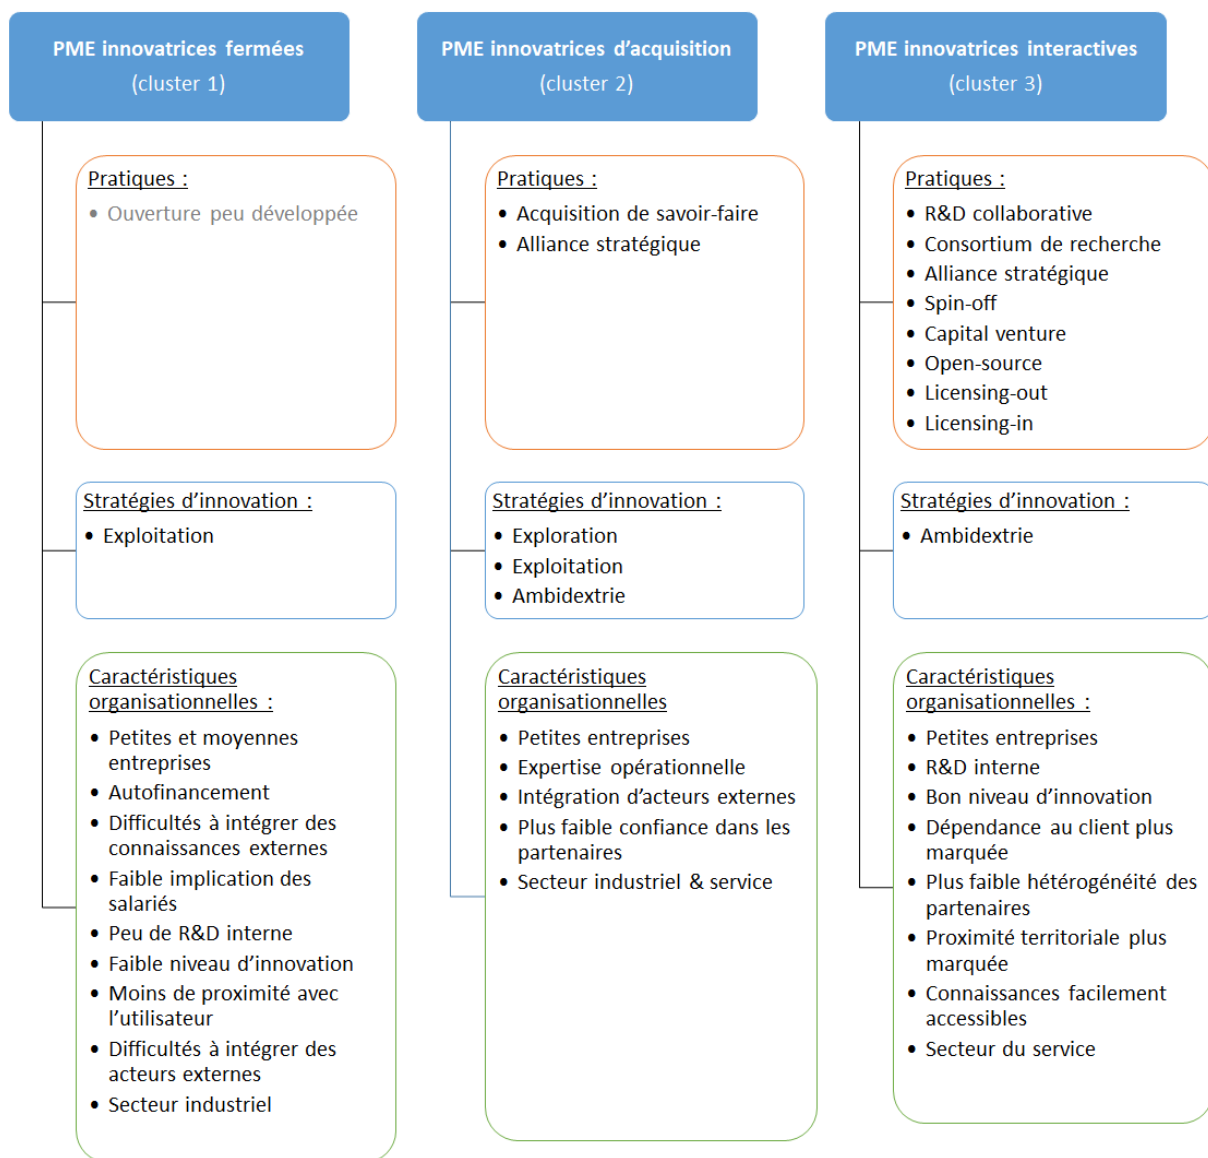 PME innovatrices fermées
(cluster 1)
Pratiques :
• Ouverture peu développée
Stratégies d’innovation :
• Exploitation
Caractéristiques
organisationnelles :
• Petites et moyennes
entreprises
• Autofinancement
• Difficultés à intégrer des
connaissances externes
• Faible implication des
salariés
• Peu de R&D interne
• Faible niveau d’innovation
• Moins de proximité avec
l’utilisateur
• Difficultés à intégrer des
acteurs externes
• Secteur industriel
PME innovatrices d’acquisition
(cluster 2)
Pratiques :
• Acquisition de savoir-faire
• Alliance stratégique
Stratégies d’innovation :
• Exploration
• Exploitation
• Ambidextrie
Caractéristiques
organisationnelles
• Petites entreprises
• Expertise opérationnelle
• Intégration d’acteurs externes
• Plus faible confiance dans les
partenaires
• Secteur industriel & service
PME innovatrices interactives
(cluster 3)
Pratiques :
• R&D collaborative
• Consortium de recherche
• Alliance stratégique
• Spin-off
• Capital venture
• Open-source
• Licensing-out
• Licensing-in
Stratégies d’innovation :
• Ambidextrie
Caractéristiques
organisationnelles :
• Petites entreprises
• R&D interne
• Bon niveau d’innovation
• Dépendance au client plus
marquée
• Plus faible hétérogénéité des
partenaires
• Proximité territoriale plus
marquée
• Connaissances facilement
accessibles
• Secteur du service